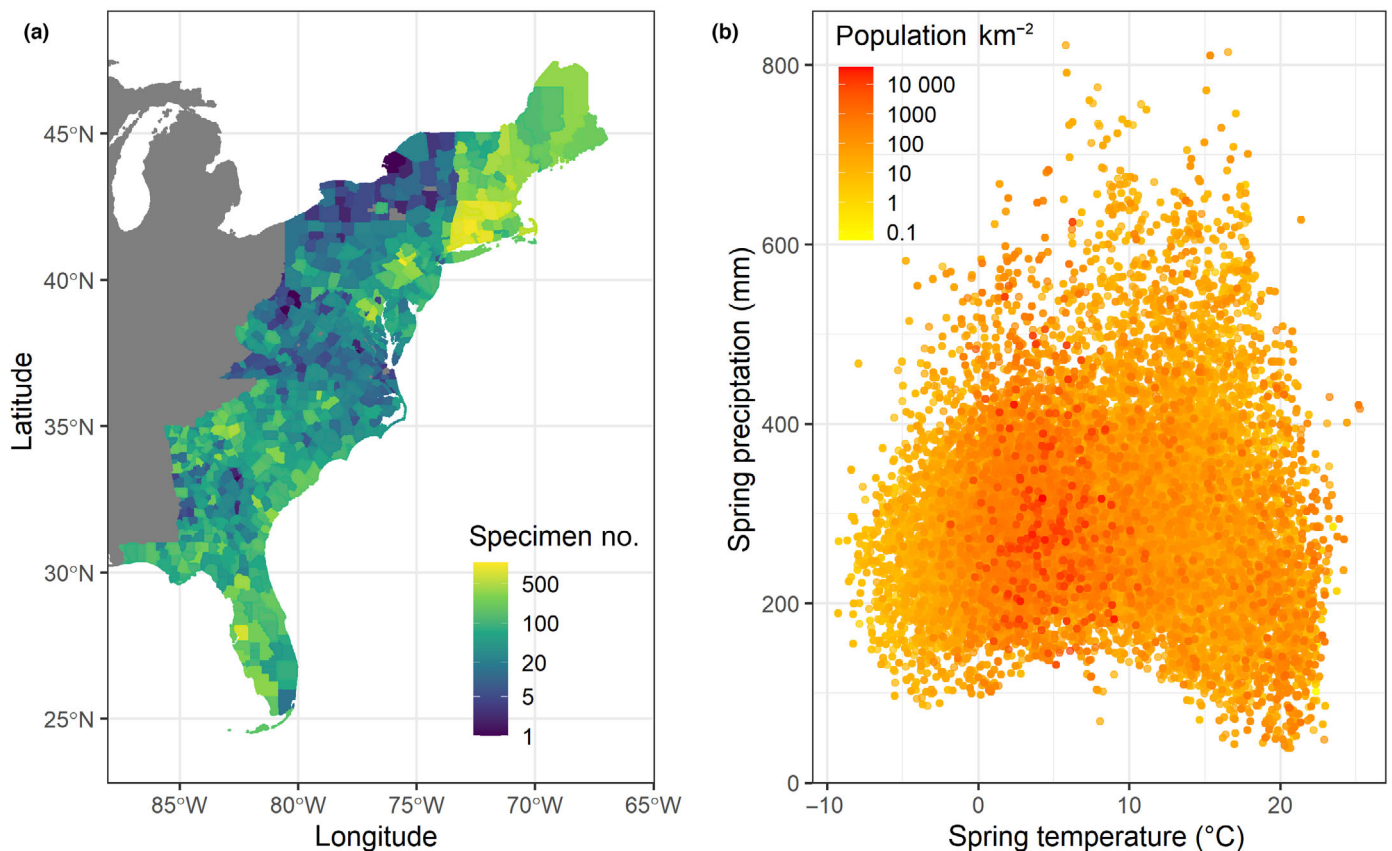 (a)
45°N
40°N
35°N
30°N
25°N
Latitude
85°W
80°W
75°W
70°W
65°W
Longitude
Specimen no.
500
100
20
5
1
(b)
Population km⁻²
10 000
1000
100
10
1
0.1
800
600
400
200
0
Spring preciptation (mm)
−10
0
10
20
Spring temperature (°C)